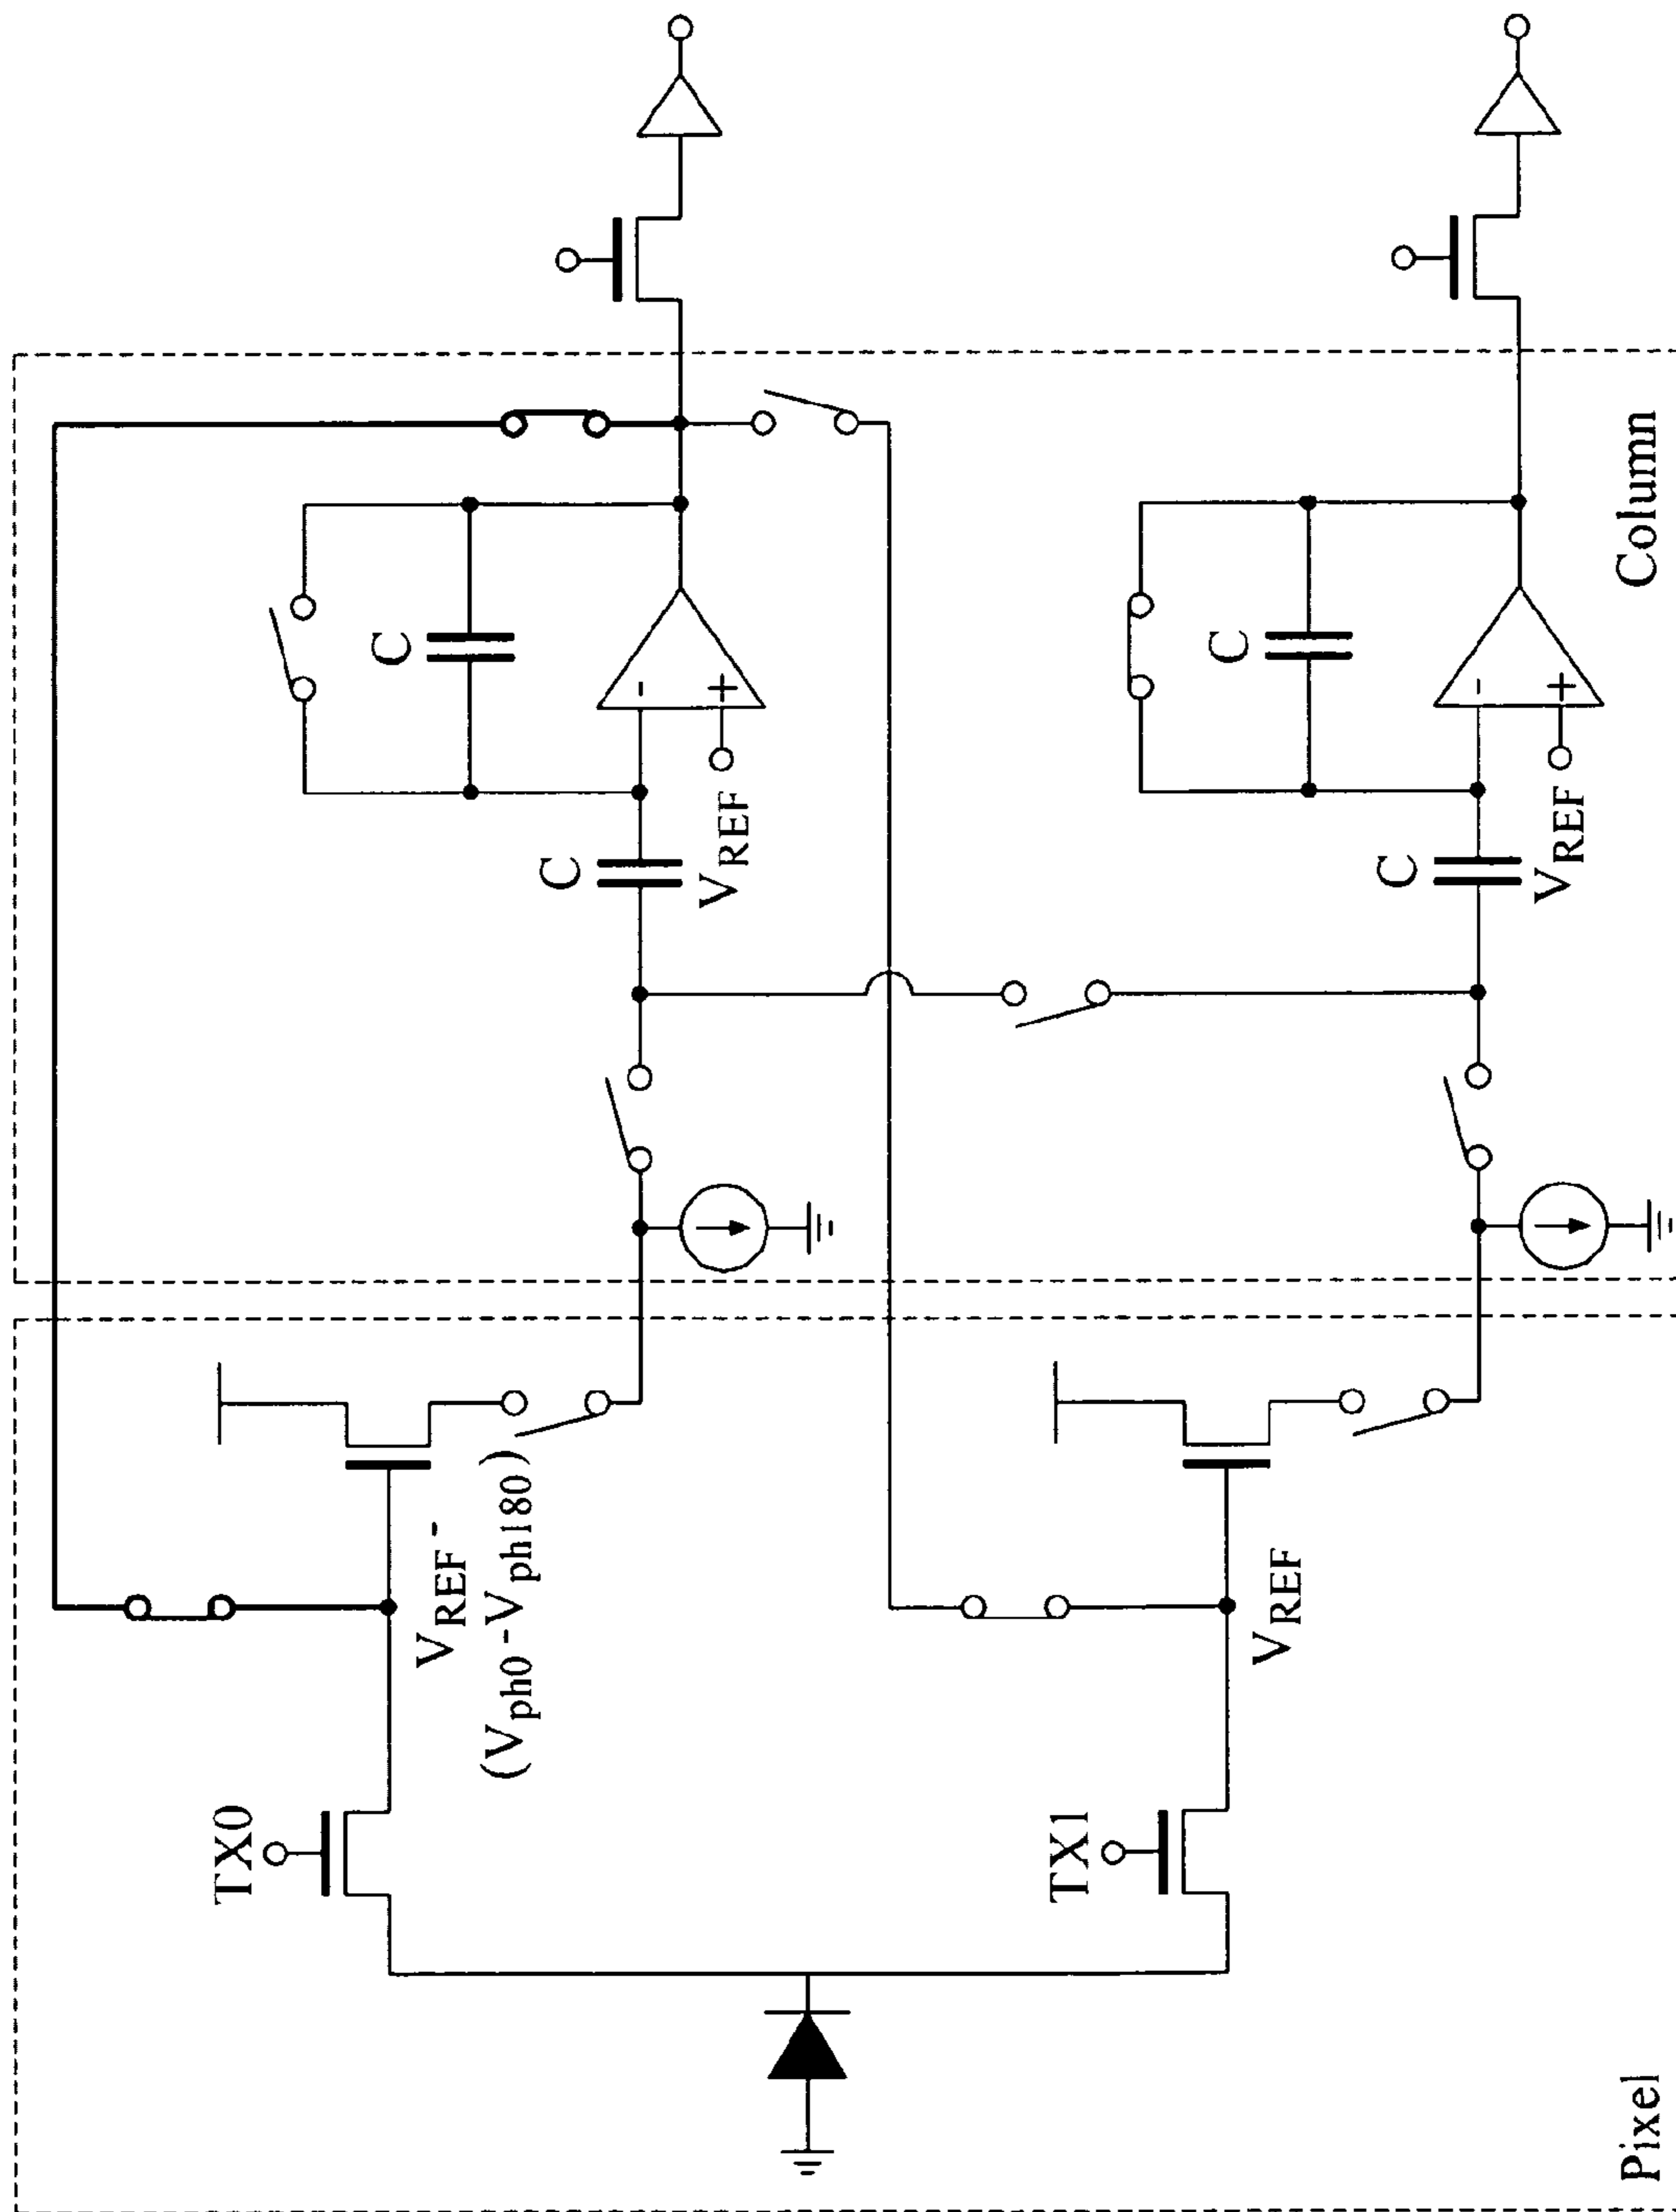 TX0
V_REF-
(V_ph0-V_ph180)
C
C
V_REF
-
+
TX1
V_REF
C
C
V_REF
-
+
Pixel
Column